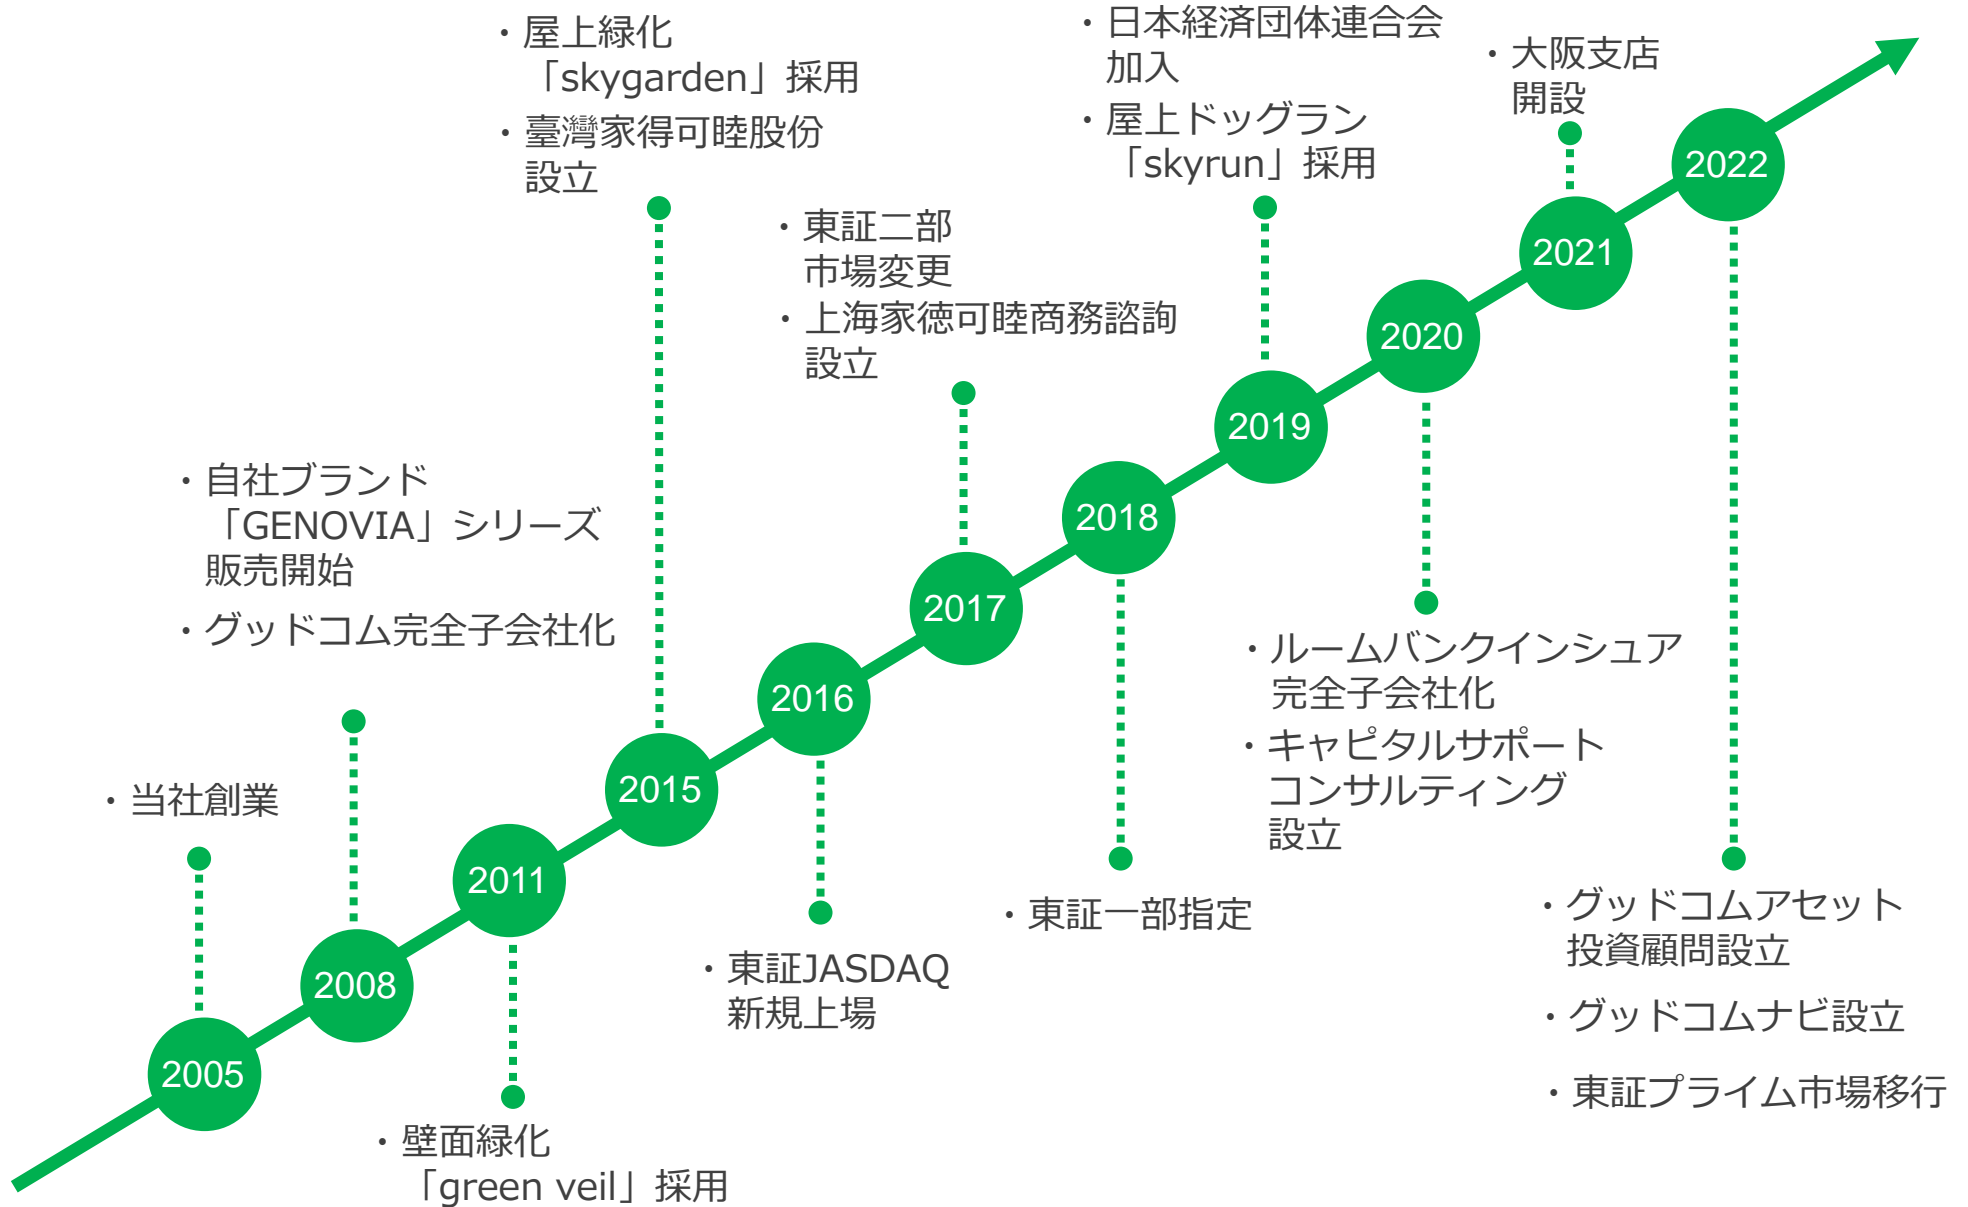 ・屋上緑化
「skygarden」採用
・臺灣家得可睦股份
設立
・日本経済団体連合会
加入
・屋上ドッグラン
「skyrun」採用
・大阪支店
開設
2022
・東証二部
市場変更
・上海家徳可睦商務諮詢
設立
2021
2020
2019
・自社ブランド
「GENOVIA」シリーズ
販売開始
・グッドコム完全子会社化
2018
2017
・ルームバンクインシュア
完全子会社化
・キャピタルサポート
コンサルティング
設立
2016
2015
・当社創業
2011
・東証一部指定
・グッドコムアセット
投資顧問設立
・グッドコムナビ設立
・東証プライム市場移行
・東証JASDAQ
新規上場
2008
2005
・壁面緑化
「green veil」採用